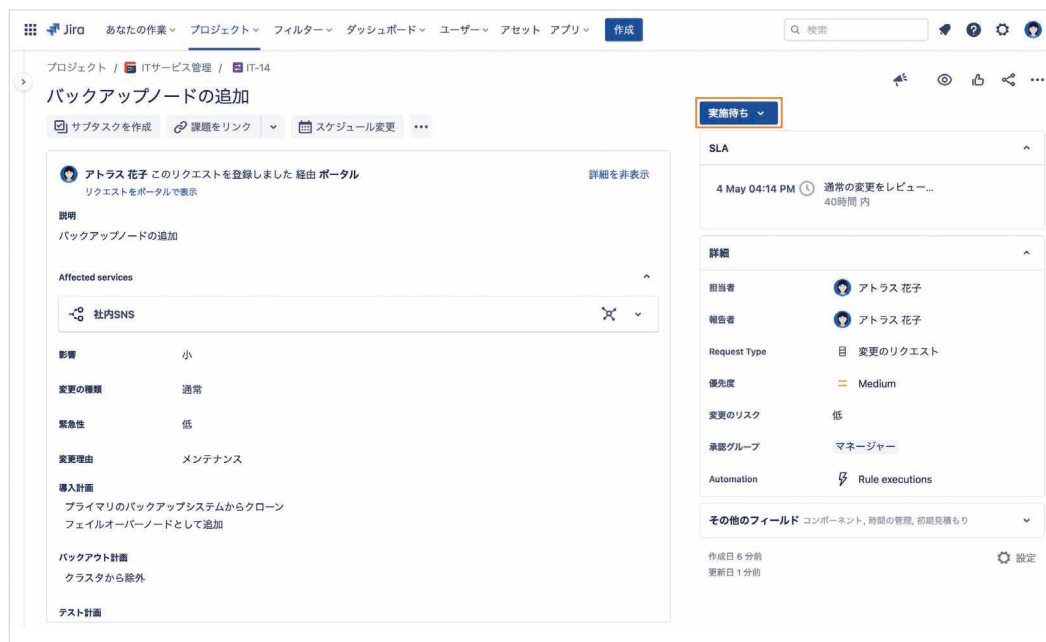 Jira あなたの作業 プロジェクト フィルター ダッシュボード ユーザー アセット アプリ 作成 検索
プロジェクト / ITサービス管理 / IT-14
バックアップノードの追加
サブタスクを作成 課題をリンク スケジュール変更
アトラス 花子 このリクエストを登録しました 経由 ポータル 詳細を非表示
リクエストをポータルで表示
説明
バックアップノードの追加
Affected services
社内SNS
影響 小
変更の種類 通常
緊急性 低
変更理由 メンテナンス
導入計画
プライマリのバックアップシステムからクローン
フェイルオーバーノードとして追加
バックアウト計画
クラスタから除外
テスト計画
実施待ち
SLA
4 May 04:14 PM 通常の変更をレビュー...
40時間 内
詳細
担当者 アトラス 花子
報告者 アトラス 花子
Request Type 変更のリクエスト
優先度 Medium
変更のリスク 低
承認グループ マネージャー
Automation Rule executions
その他のフィールド コンポーネント, 時間の管理, 初期見積もり
作成日 6 分前 設定
更新日 1 分前